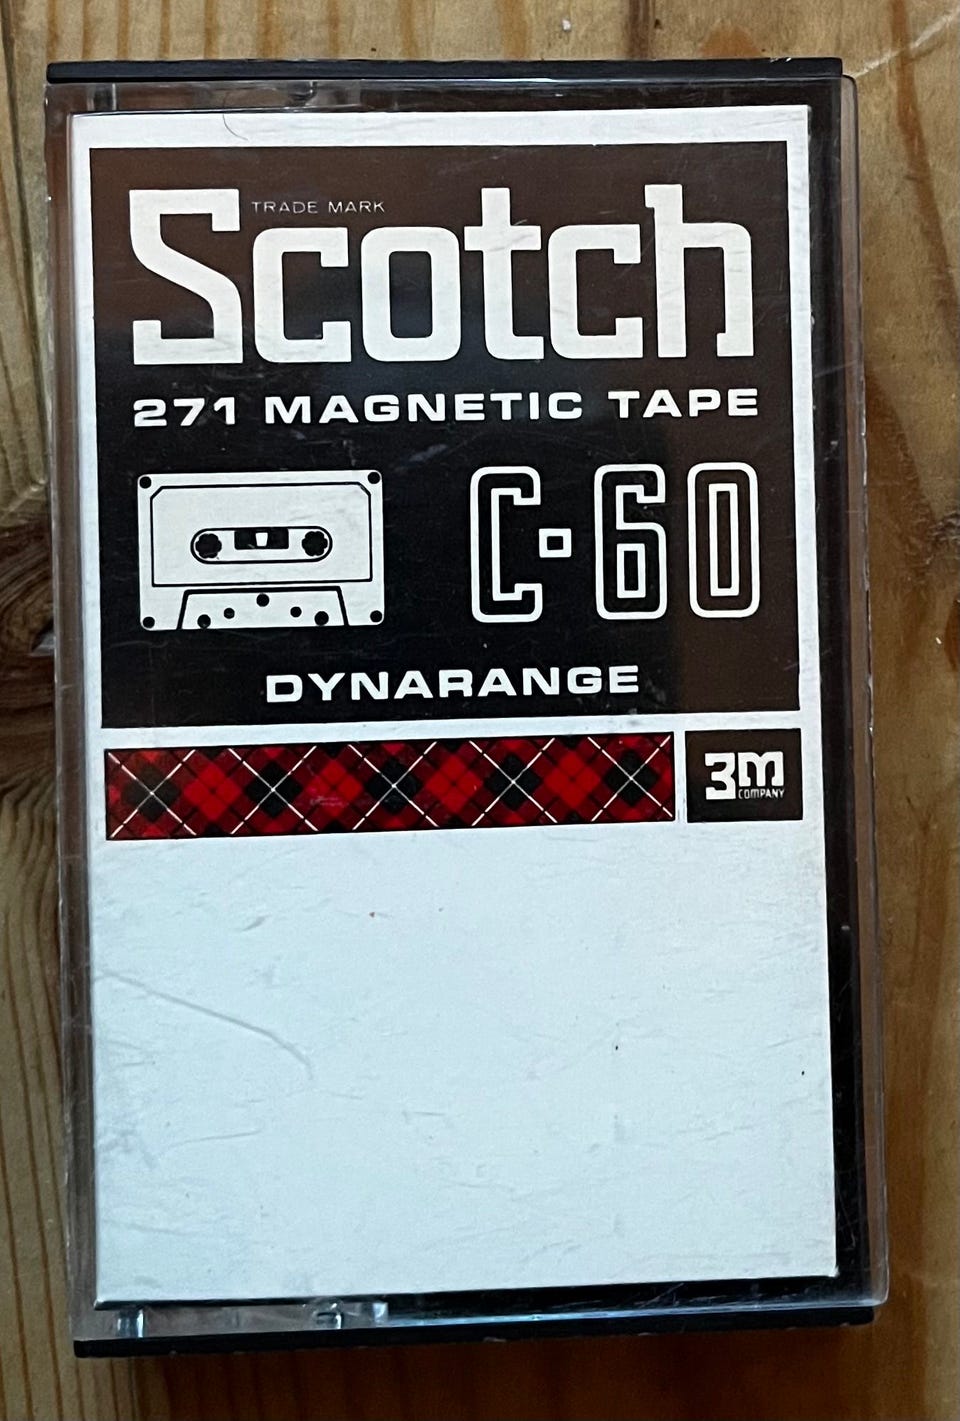 Scotch TRADE MARK
271 MAGNETIC TAPE
C-60
DYNARANGE
3M
COMPANY